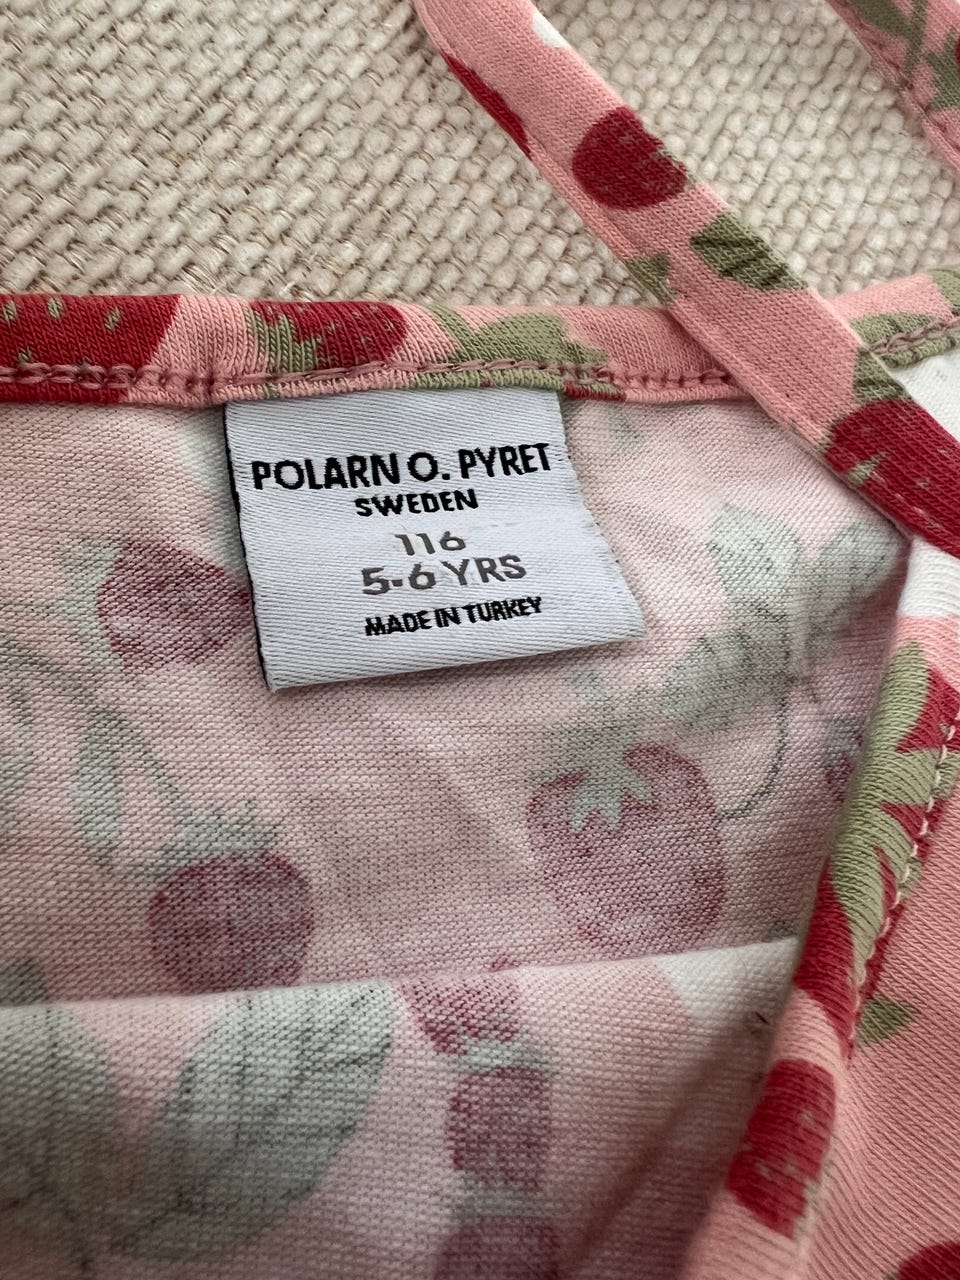 POLARN O. PYRET
SWEDEN
116
5-6 YRS
MADE IN TURKEY